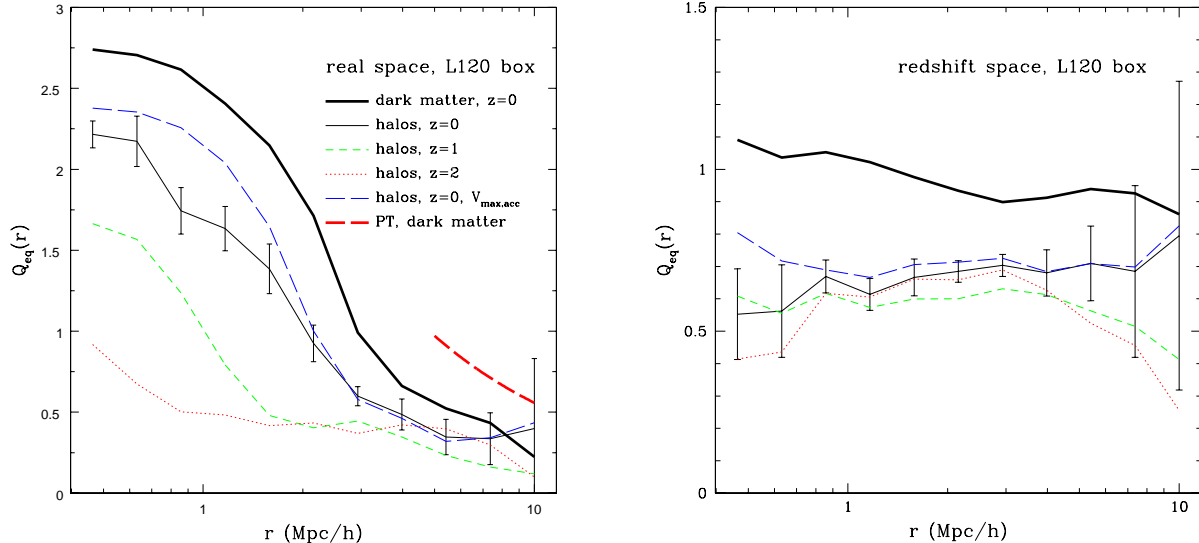 3
2.5
2
1.5
1
0.5
0
Q_eq(r)
real space, L120 box
dark matter, z=0
halos, z=0
halos, z=1
halos, z=2
halos, z=0, V_max,acc
PT, dark matter
1
10
r (Mpc/h)
1.5
1
0.5
0
Q_eq(r)
redshift space, L120 box
1
10
r (Mpc/h)